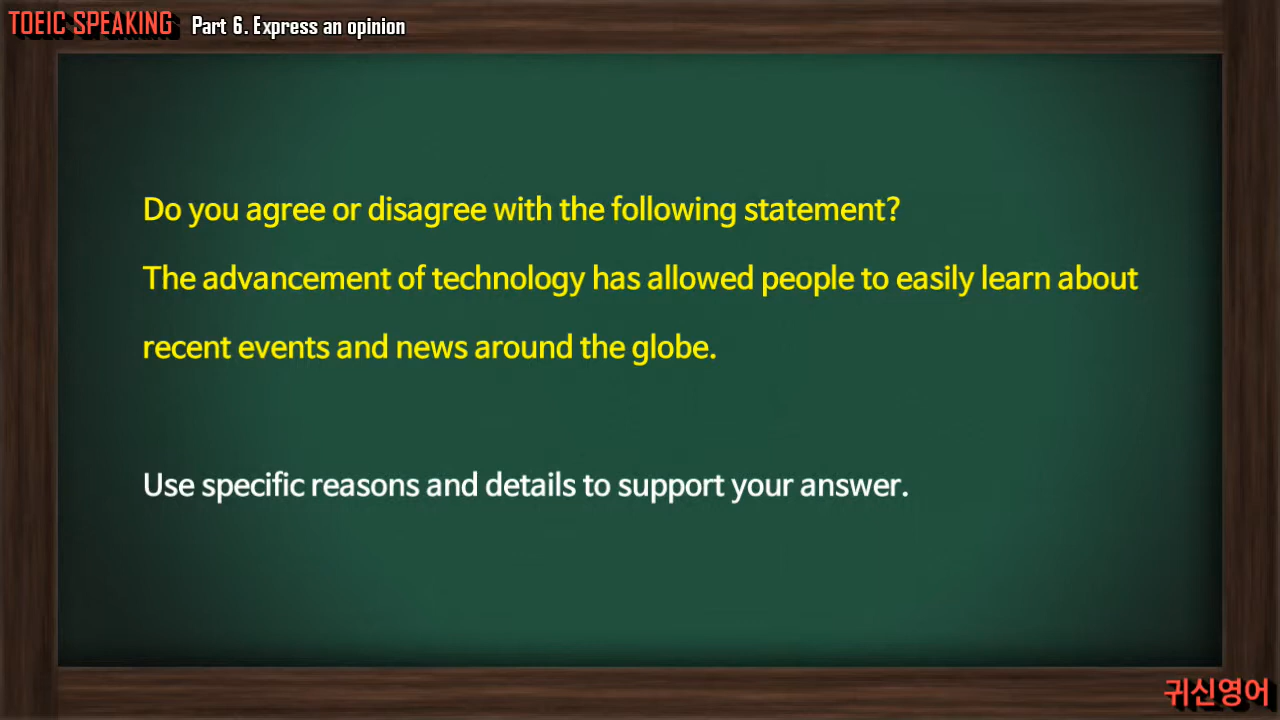 TOEIC SPEAKING Part 6. Express an opinion
Do you agree or disagree with the following statement?
The advancement of technology has allowed people to easily learn about
recent events and news around the globe.
Use specific reasons and details to support your answer.
귀신영어